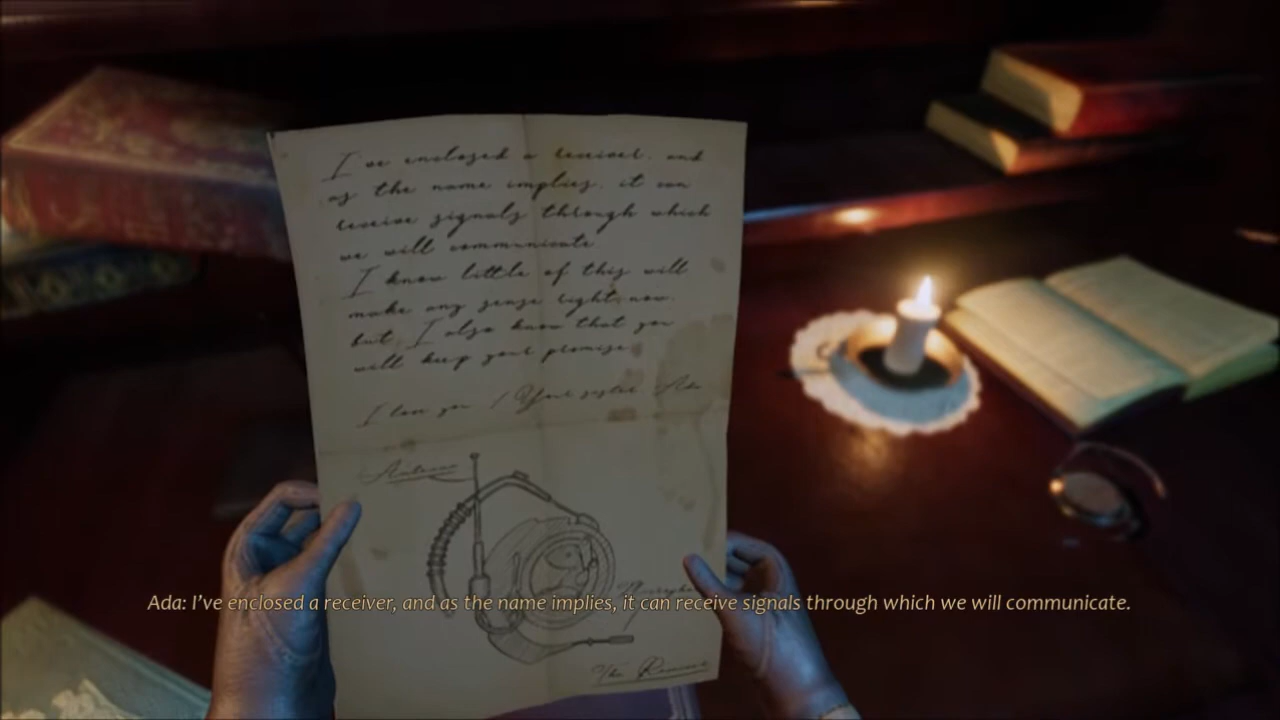 I've enclosed a receiver, and
as the name implies, it can
receive signals through which
we will communicate.
I know little of this will
make any sense right now,
but, I also know that you
will keep your promise.
I love you / Your sister, Ada
Antenna
Ada: I've enclosed a receiver, and as the name implies, it can receive signals through which we will communicate.
The Receiver